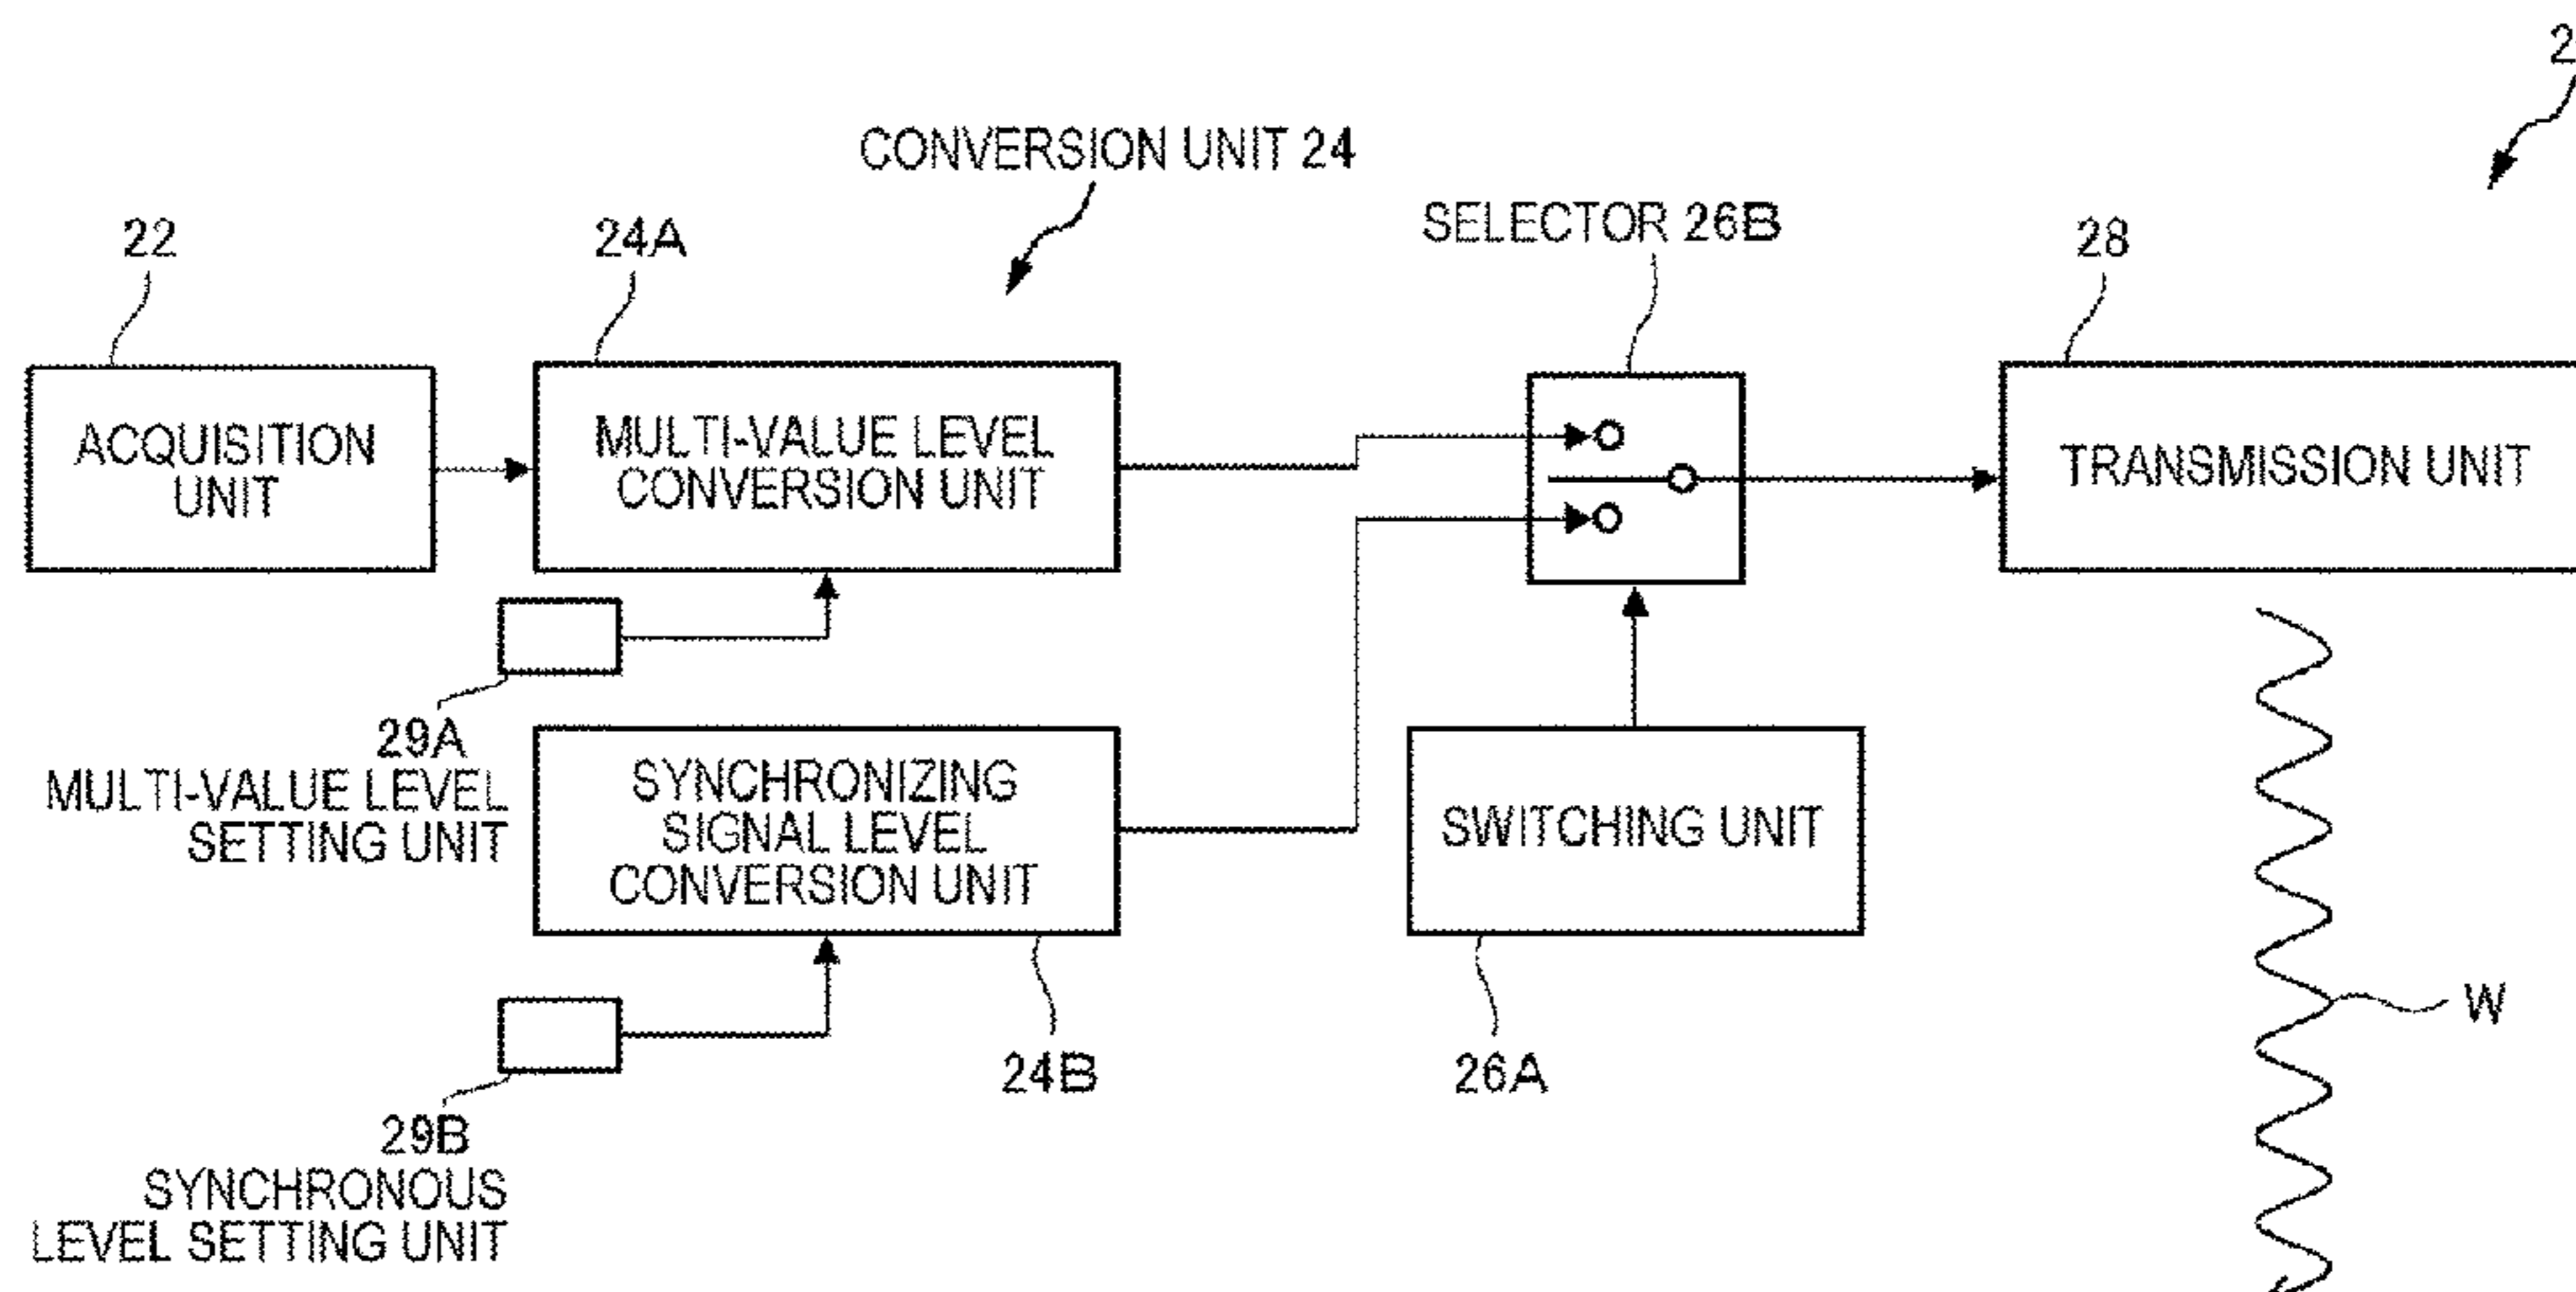 2
CONVERSION UNIT 24
22
24A
SELECTOR 26B
28
ACQUISITION
UNIT
MULTI-VALUE LEVEL
CONVERSION UNIT
TRANSMISSION UNIT
29A
MULTI-VALUE LEVEL
SETTING UNIT
SYNCHRONIZING
SIGNAL LEVEL
CONVERSION UNIT
SWITCHING UNIT
W
24B
26A
29B
SYNCHRONOUS
LEVEL SETTING UNIT